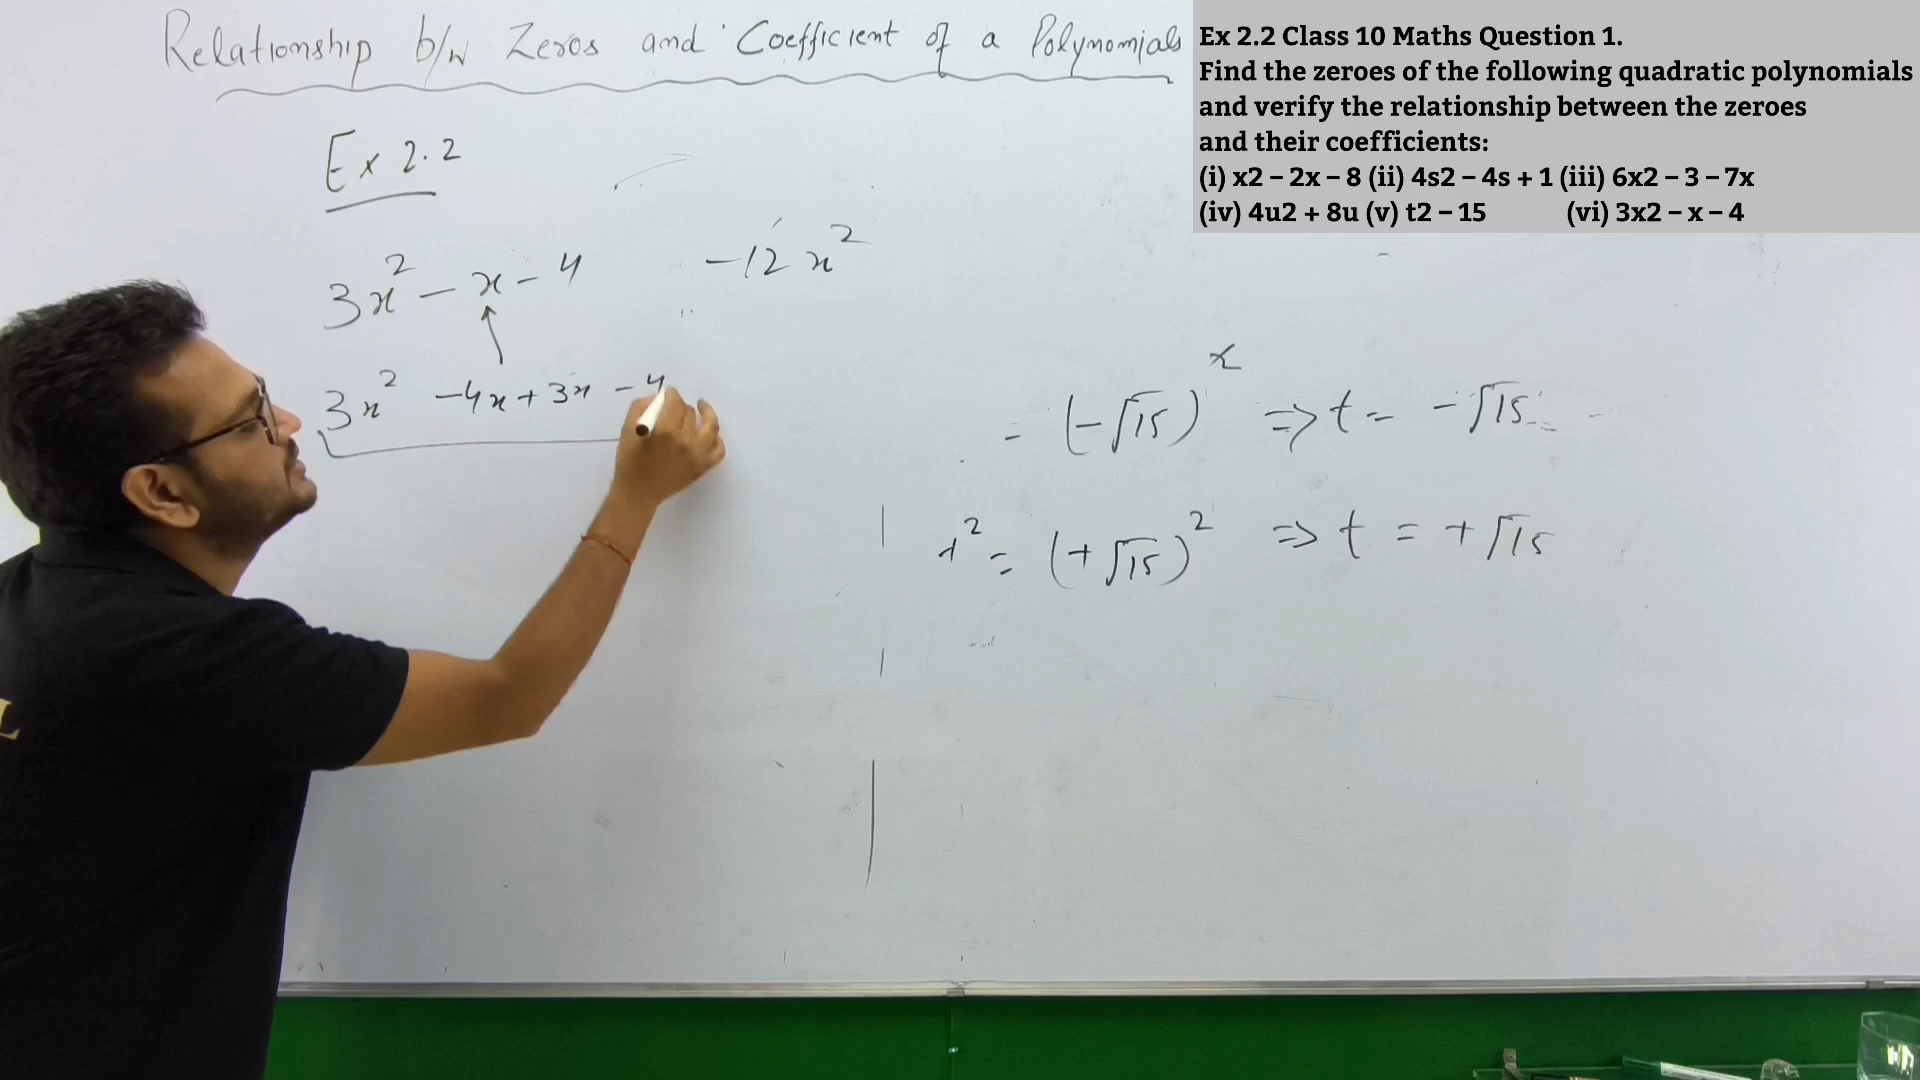 Relationship b/w Zeros and Coefficient of a Polynomials
Ex 2.2 Class 10 Maths Question 1.
Find the zeroes of the following quadratic polynomials
and verify the relationship between the zeroes
and their coefficients:
(i) x2 – 2x – 8 (ii) 4s2 – 4s + 1 (iii) 6x2 – 3 – 7x
(iv) 4u2 + 8u (v) t2 – 15 (vi) 3x2 – x – 4
Ex 2.2
3x² – x – 4 –12x²
3x² –4x + 3x – 4
= (–√15) ⇒ t = –√15
t² = (+√15)² ⇒ t = +√15
L